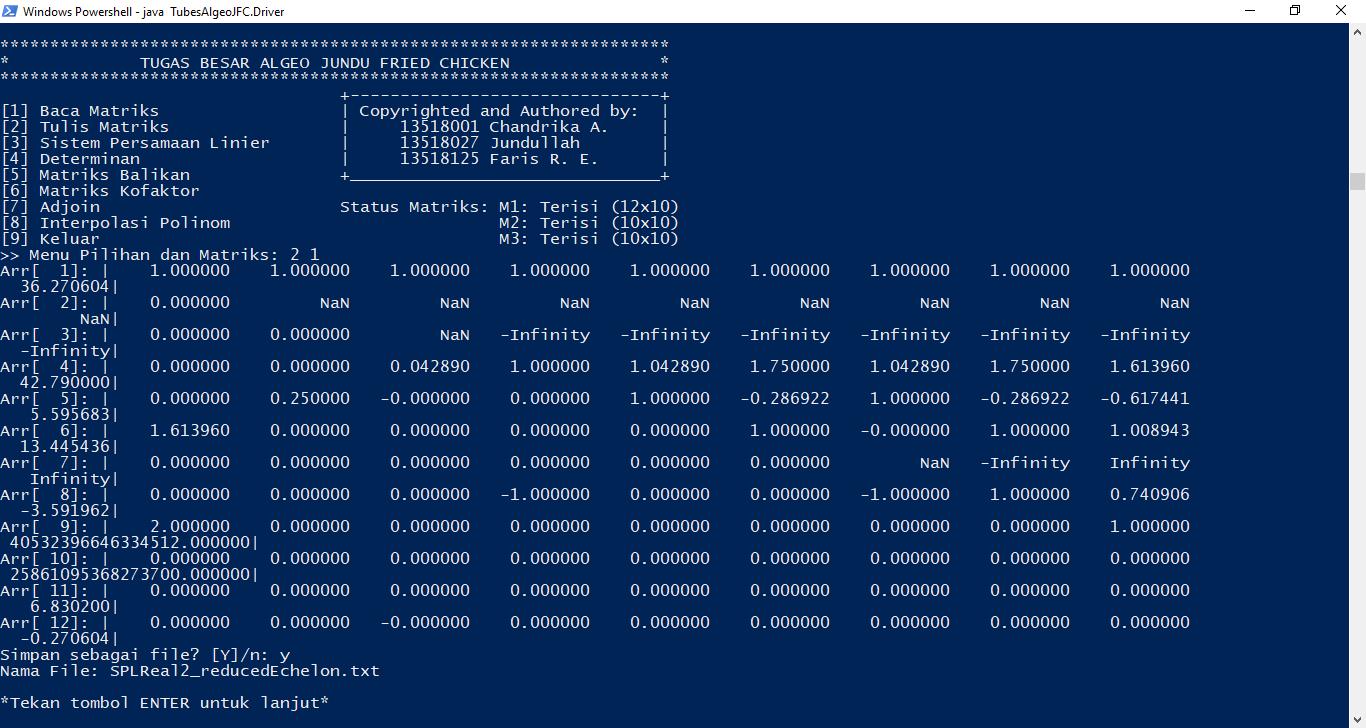 Windows Powershell - java  TubesAlgeoJFC.Driver
*******************************************************************
*             TUGAS BESAR ALGEO JUNDU FRIED CHICKEN               *
*******************************************************************
                                  +-------------------------------+
[1] Baca Matriks                  | Copyrighted and Authored by:  |
[2] Tulis Matriks                 |     13518001 Chandrika A.     |
[3] Sistem Persamaan Linier       |     13518027 Jundullah        |
[4] Determinan                    |     13518125 Faris R. E.      |
[5] Matriks Balikan               +_______________________________+
[6] Matriks Kofaktor
[7] Adjoin                        Status Matriks: M1: Terisi (12x10)
[8] Interpolasi Polinom                           M2: Terisi (10x10)
[9] Keluar                                        M3: Terisi (10x10)
>> Menu Pilihan dan Matriks: 2 1
Arr[  1]: |    1.000000    1.000000    1.000000    1.000000    1.000000    1.000000    1.000000    1.000000    1.000000
  36.270604|
Arr[  2]: |    0.000000         NaN         NaN         NaN         NaN         NaN         NaN         NaN         NaN
        NaN|
Arr[  3]: |    0.000000    0.000000         NaN   -Infinity   -Infinity   -Infinity   -Infinity   -Infinity   -Infinity
  -Infinity|
Arr[  4]: |    0.000000    0.000000    0.042890    1.000000    1.042890    1.750000    1.042890    1.750000    1.613960
  42.790000|
Arr[  5]: |    0.000000    0.250000   -0.000000    0.000000    1.000000   -0.286922    1.000000   -0.286922   -0.617441
   5.595683|
Arr[  6]: |    1.613960    0.000000    0.000000    0.000000    0.000000    1.000000   -0.000000    1.000000    1.008943
  13.445436|
Arr[  7]: |    0.000000    0.000000    0.000000    0.000000    0.000000    0.000000         NaN   -Infinity    Infinity
   Infinity|
Arr[  8]: |    0.000000    0.000000    0.000000   -1.000000    0.000000    0.000000   -1.000000    1.000000    0.740906
  -3.591962|
Arr[  9]: |    2.000000    0.000000    0.000000    0.000000    0.000000    0.000000    0.000000    0.000000    1.000000
 40532396646334512.000000|
Arr[ 10]: |    0.000000    0.000000    0.000000    0.000000    0.000000    0.000000    0.000000    0.000000    0.000000
 25861095368273700.000000|
Arr[ 11]: |    0.000000    0.000000    0.000000    0.000000    0.000000    0.000000    0.000000    0.000000    0.000000
   6.830200|
Arr[ 12]: |    0.000000    0.000000   -0.000000    0.000000    0.000000    0.000000    0.000000    0.000000    0.000000
  -0.270604|
Simpan sebagai file? [Y]/n: y
Nama File: SPLReal2_reducedEchelon.txt
*Tekan tombol ENTER untuk lanjut*